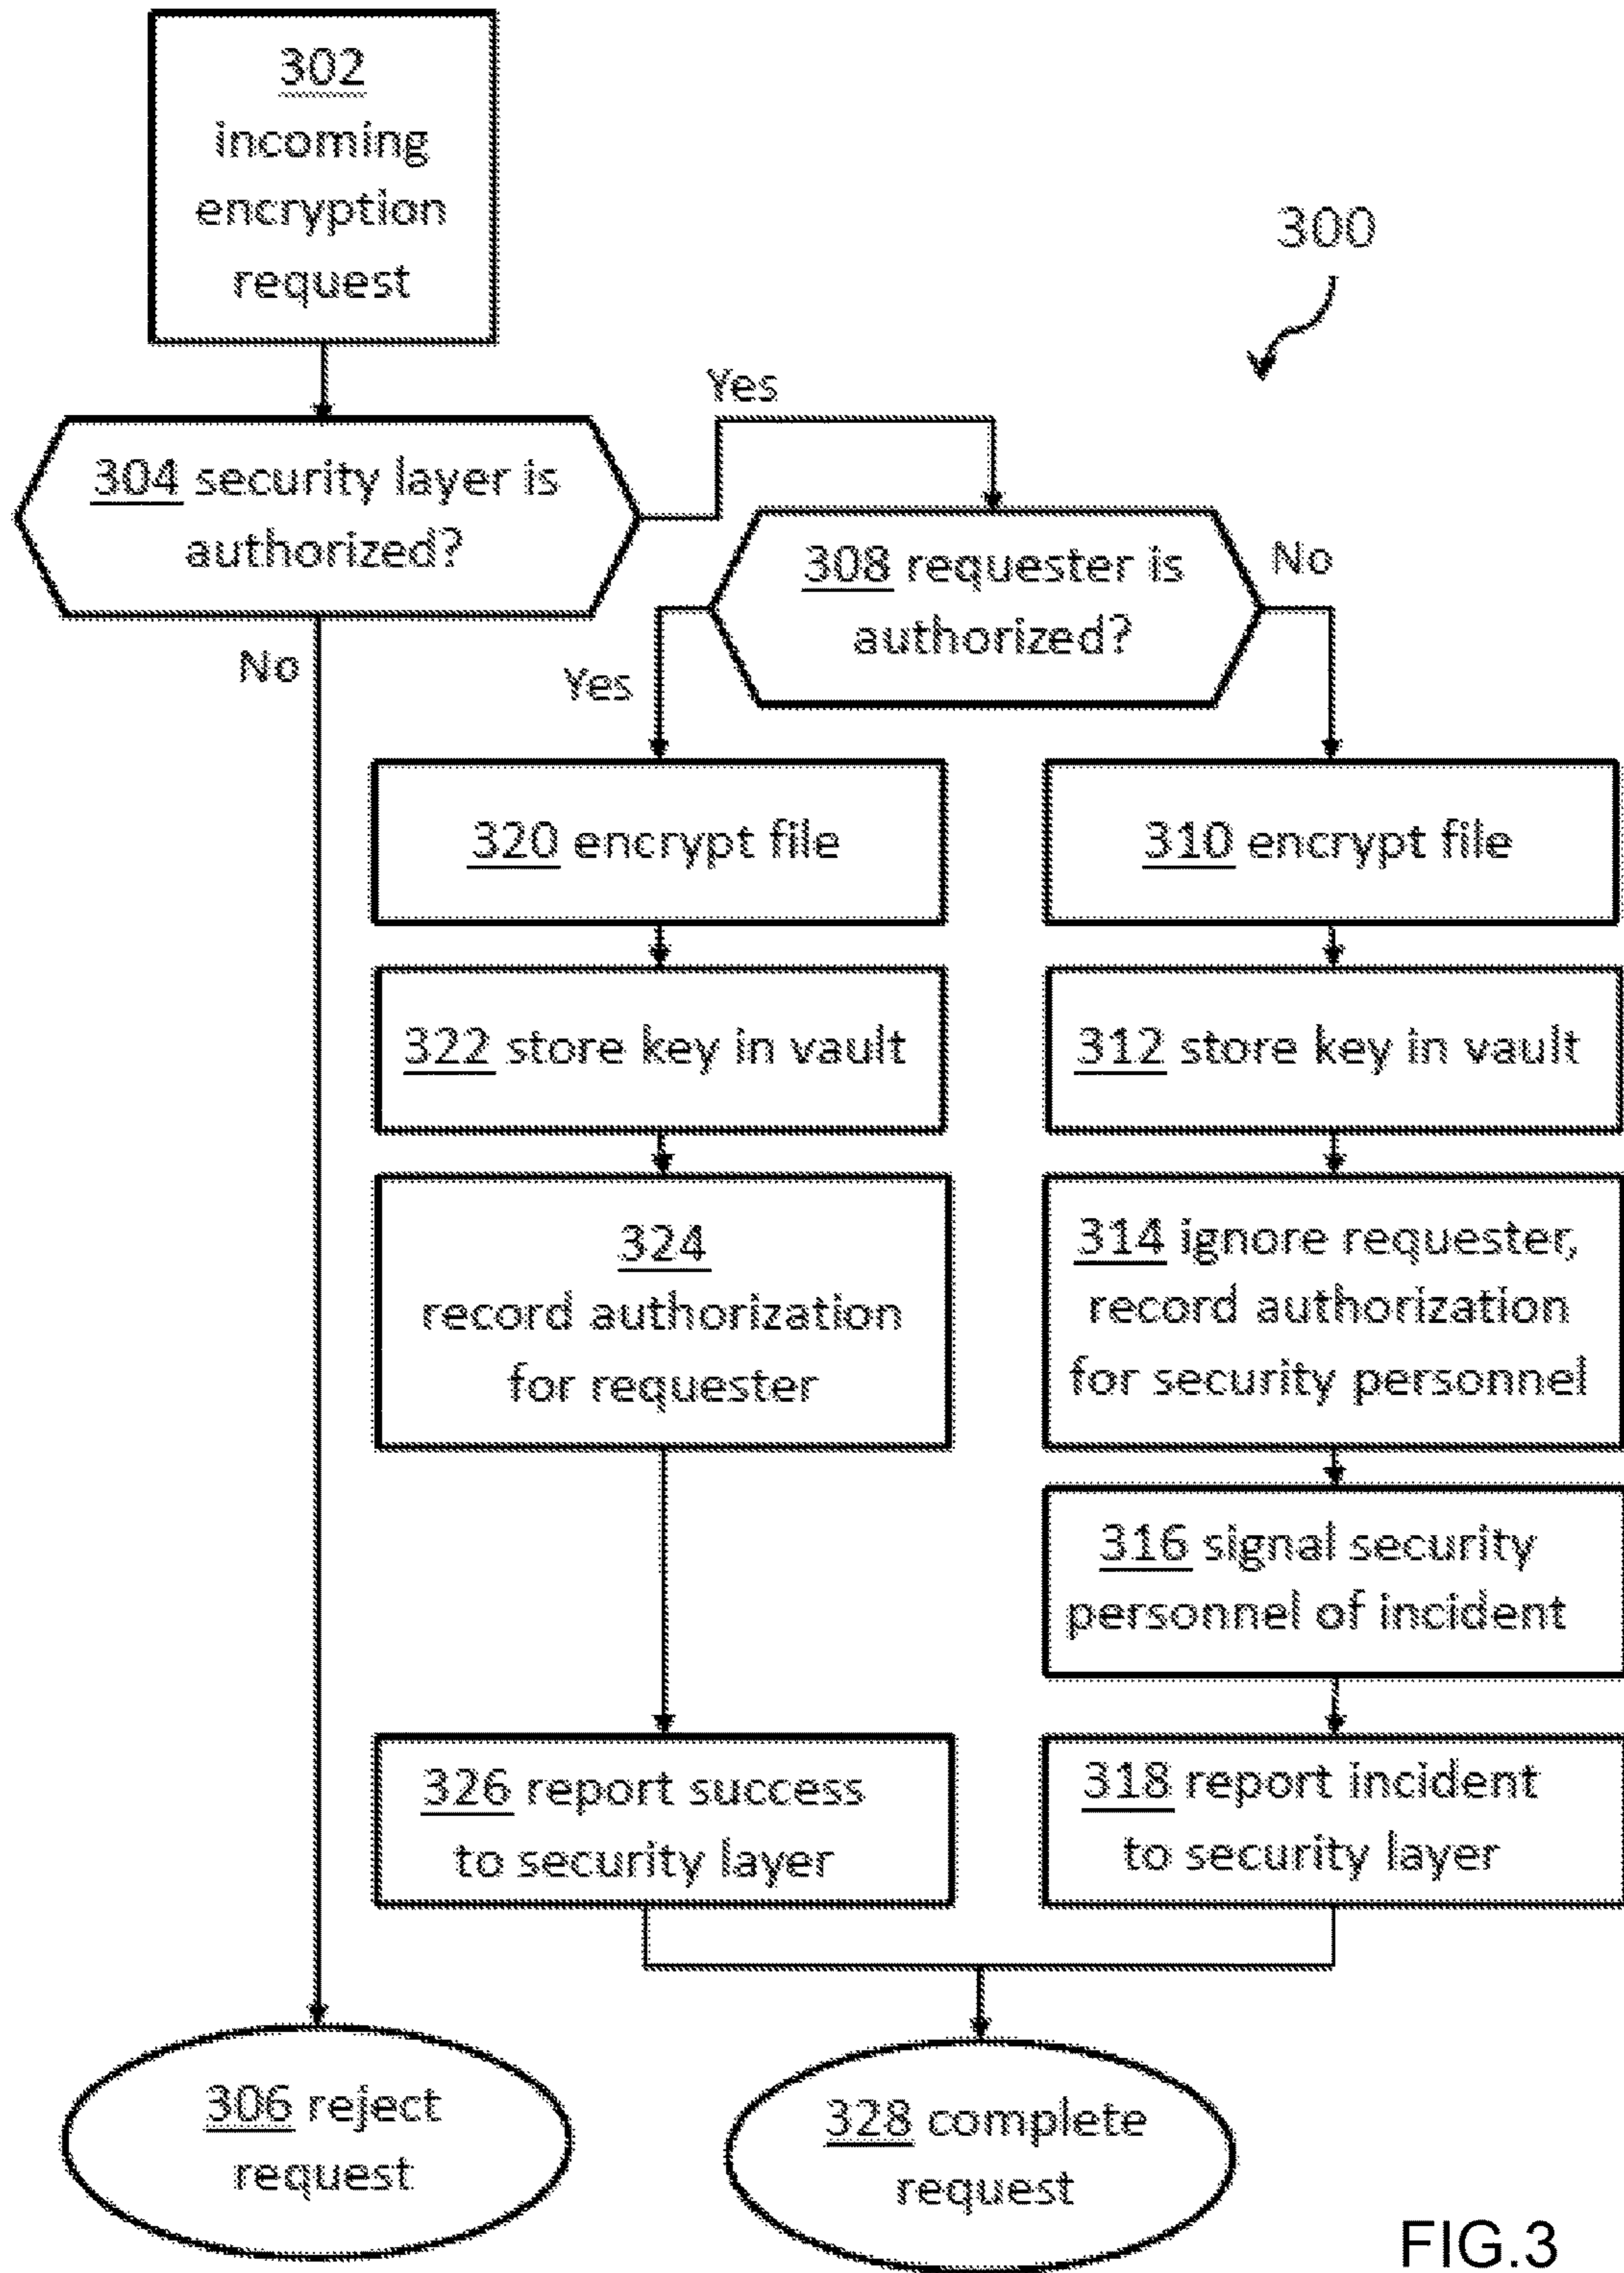 302
incoming
encryption
request
300
Yes
304 security layer is
authorized?
308 requester is
authorized?
No
No
Yes
320 encrypt file
310 encrypt file
322 store key in vault
312 store key in vault
324
record authorization
for requester
314 ignore requester,
record authorization
for security personnel
316 signal security
personnel of incident
326 report success
to security layer
318 report incident
to security layer
306 reject
request
328 complete
request
FIG.3